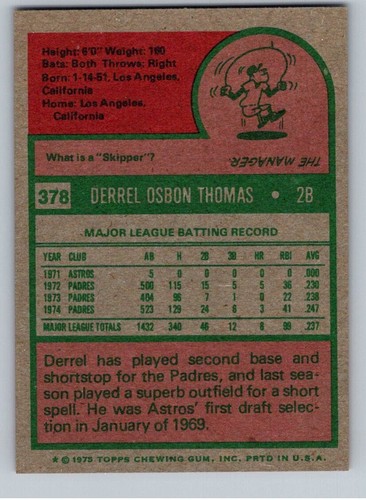 Height: 6'0" Weight: 160
Bats: Both Throws: Right
Born: 1-14-51, Los Angeles,
California
Home: Los Angeles,
California
What is a "Skipper"?
THE MANAGER
378 DERREL OSBON THOMAS • 2B
MAJOR LEAGUE BATTING RECORD
YEAR CLUB AB H 2B 3B HR RBI AVG
1971 ASTROS 5 0 0 0 0 0 .000
1972 PADRES 500 115 15 5 5 36 .230
1973 PADRES 404 96 7 1 0 22 .238
1974 PADRES 523 129 24 6 3 41 .247
MAJOR LEAGUE TOTALS 1432 340 46 12 8 99 .237
Derrel has played second base and
shortstop for the Padres, and last sea-
son played a superb outfield for a short
spell. He was Astros' first draft selec-
tion in January of 1969.
* © 1975 TOPPS CHEWING GUM, INC. PRTD IN U.S.A.